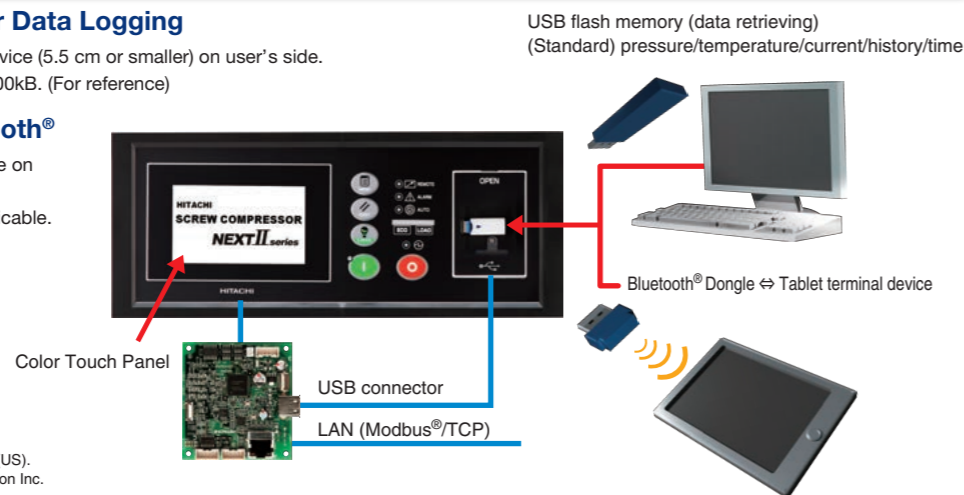 r Data Logging
vice (5.5 cm or smaller) on user's side.
00kB. (For reference)
oth®
e on
cable.
USB flash memory (data retrieving)
(Standard) pressure/temperature/current/history/time
HITACHI
SCREW COMPRESSOR
NEXTII series
REMOTE
ALARM
AUTO
ECO LOAD
OPEN
HITACHI
Bluetooth® Dongle ⇔ Tablet terminal device
Color Touch Panel
USB connector
LAN (Modbus®/TCP)
(US).
on Inc.